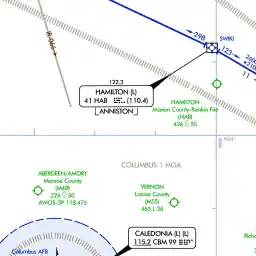 298
SWIKI
123
122.3
HAMILTON (L)
41 HAB (110.4)
[ANNISTON]
HAMILTON
Marion County-Rankin Fite
(HAB)
436 55
COLUMBUS 1 MOA
ABERDEEN/AMORY
Monroe County
(M40)
226 50
AWOS-3P 118.475
VERNON
Lamar County
(M55)
463 L 36
CALEDONIA (L) (L)
115.2 CBM 99
Columbus AFB